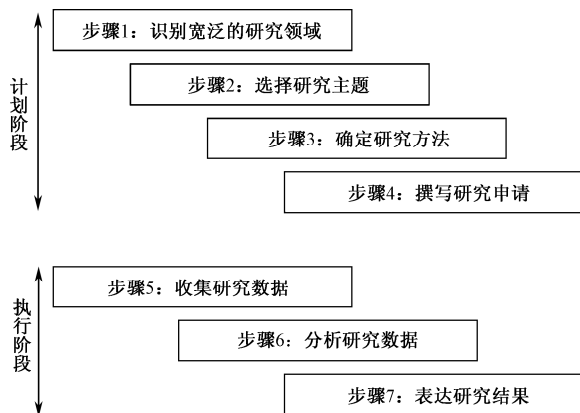 步骤1：识别宽泛的研究领域
步骤2：选择研究主题
步骤3：确定研究方法
步骤4：撰写研究申请
计划阶段
步骤5：收集研究数据
步骤6：分析研究数据
步骤7：表达研究结果
执行阶段